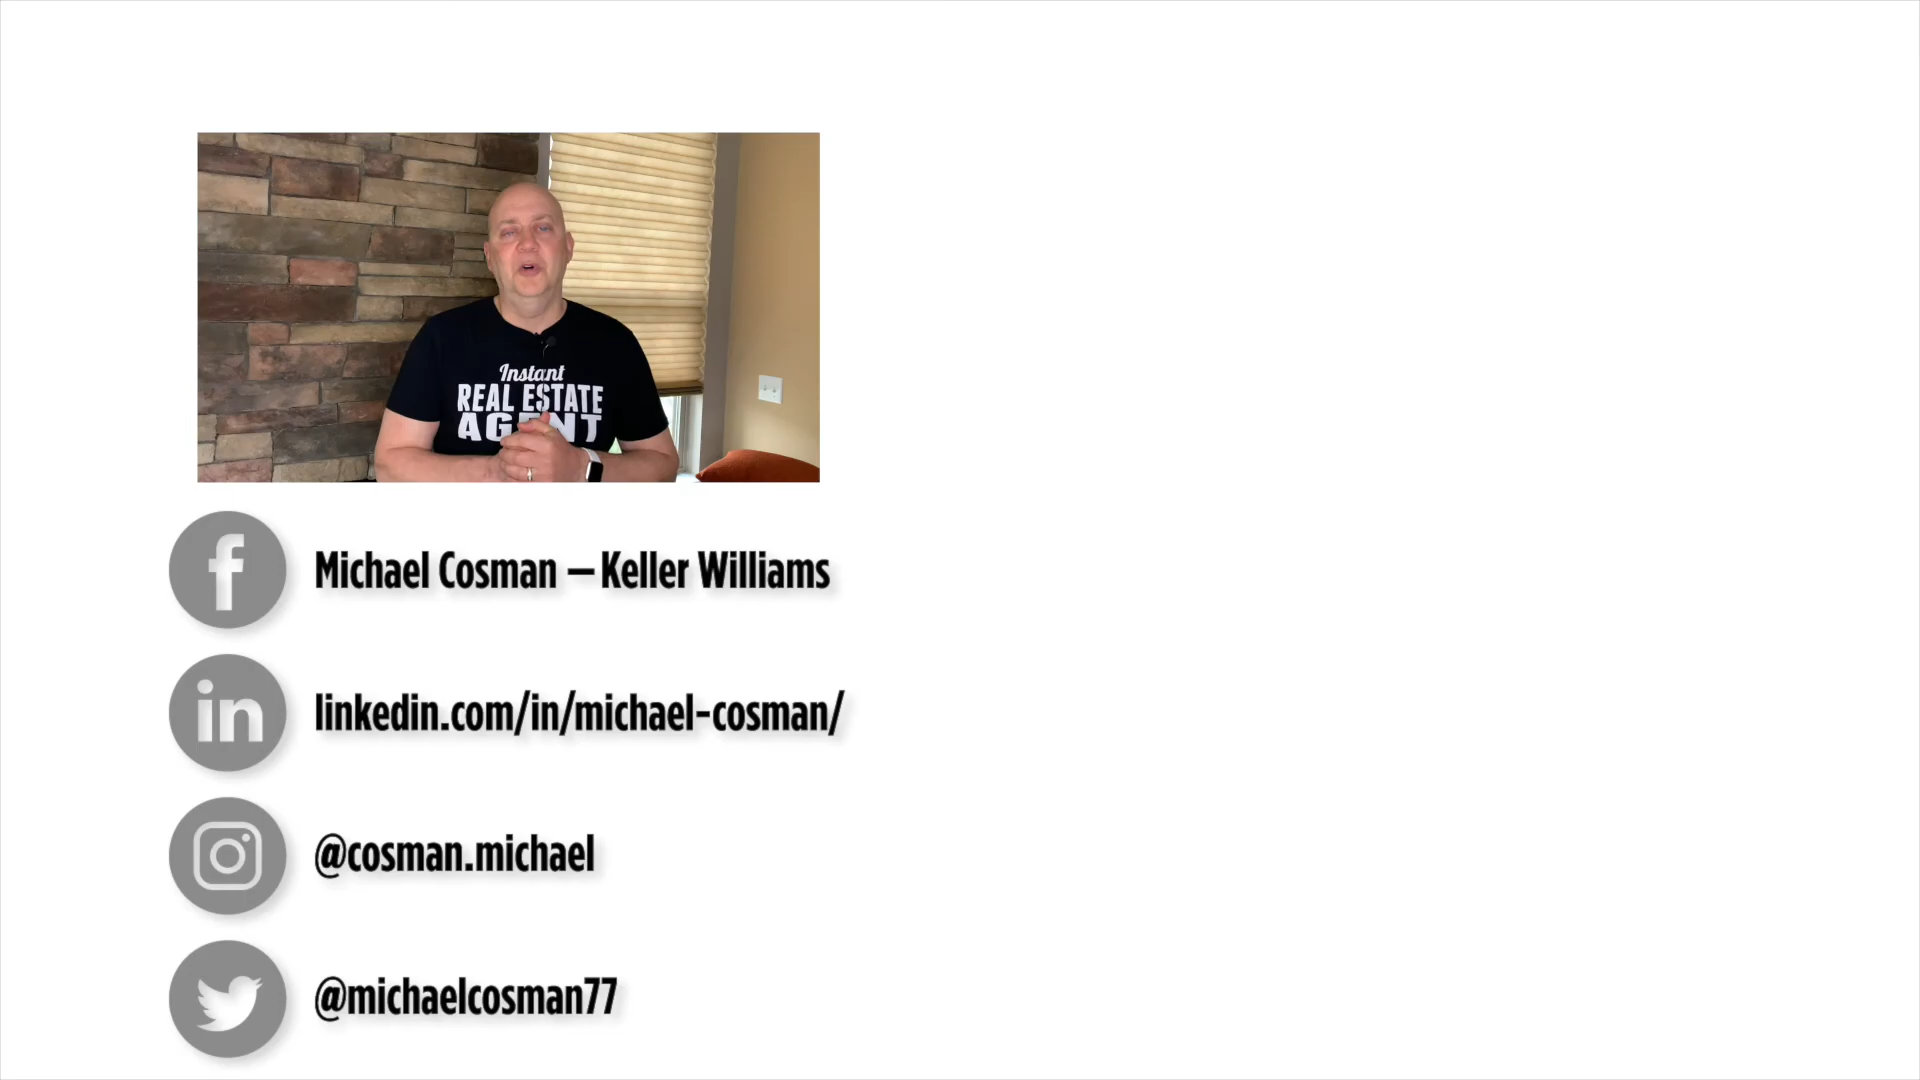 Instant
REAL ESTATE
AGENT
Michael Cosman – Keller Williams
linkedin.com/in/michael-cosman/
@cosman.michael
@michaelcosman77